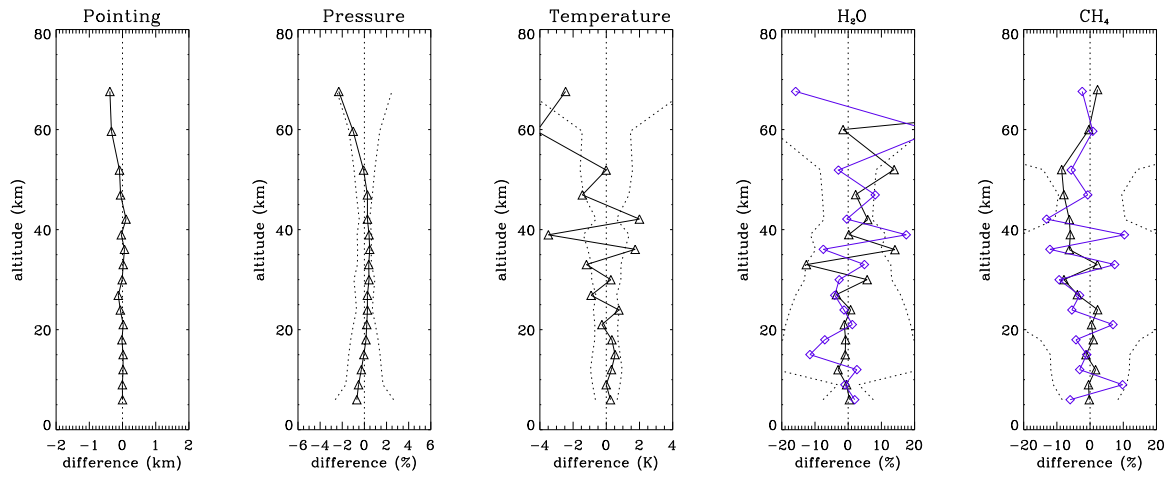 Pointing Pressure Temperature H₂O CH₄
80 80 80 80 80
60 60 60 60 60
altitude (km) altitude (km) altitude (km) altitude (km) altitude (km)
40 40 40 40 40
20 20 20 20 20
0 0 0 0 0
−2 −1 0 1 2 −6 −4 −2 0 2 4 6 −4 −2 0 2 4 −20 −10 0 10 20 −20 −10 0 10 20
difference (km) difference (%) difference (K) difference (%) difference (%)